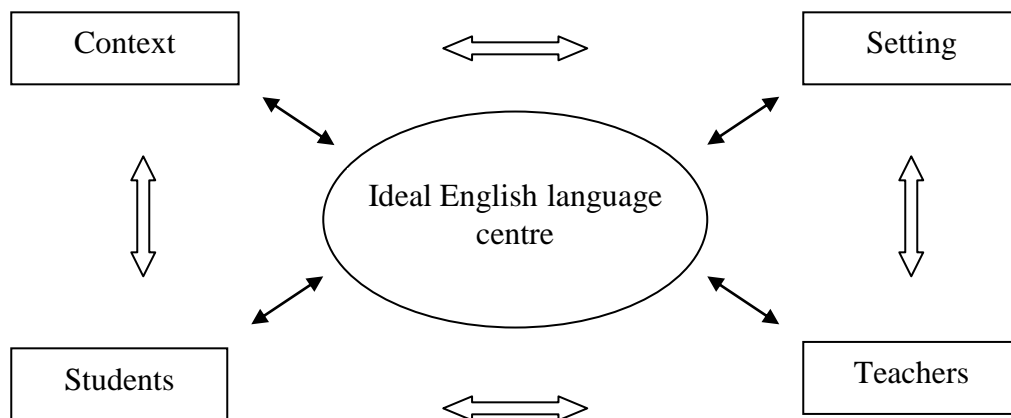 Context
Setting
Ideal English language
centre
Students
Teachers